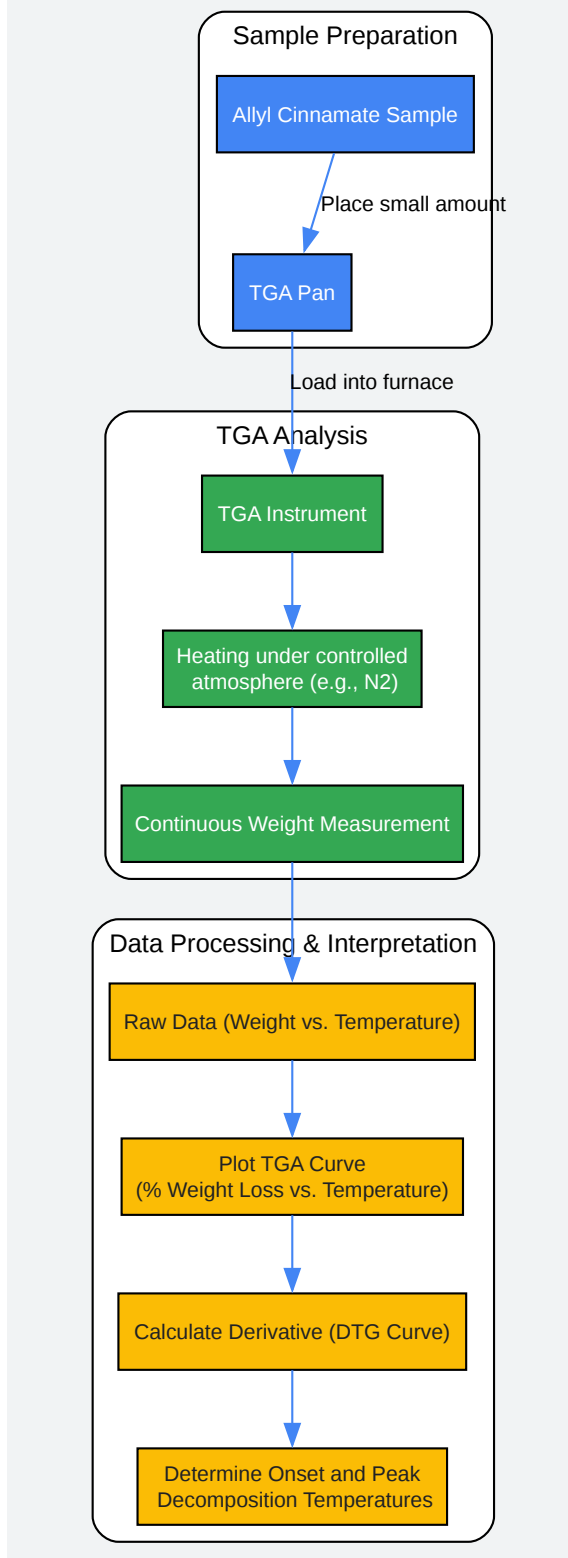 Sample Preparation
Allyl Cinnamate Sample
Place small amount
TGA Pan
Load into furnace
TGA Analysis
TGA Instrument
Heating under controlled
atmosphere (e.g., N2)
Continuous Weight Measurement
Data Processing & Interpretation
Raw Data (Weight vs. Temperature)
Plot TGA Curve
(% Weight Loss vs. Temperature)
Calculate Derivative (DTG Curve)
Determine Onset and Peak
Decomposition Temperatures